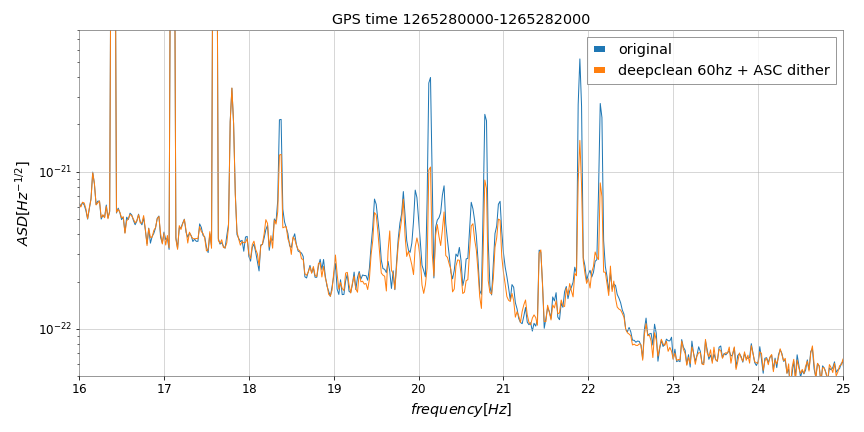 GPS time 1265280000-1265282000
original
deepclean 60hz + ASC dither
ASD[Hz^{-1/2}]
10^{-21}
10^{-22}
16 17 18 19 20 21 22 23 24 25
frequency[Hz]